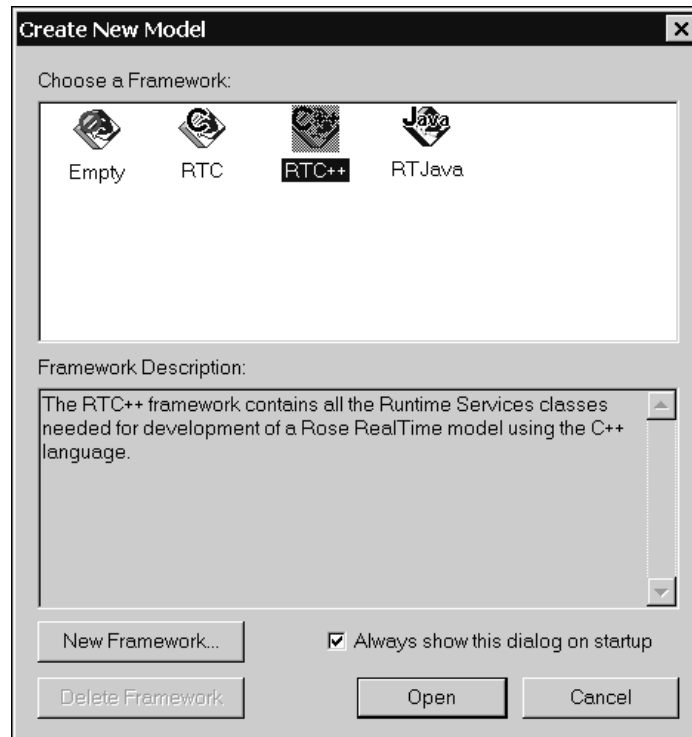 Create New Model
Choose a Framework:
Empty
RTC
RTC++
RTJava
Framework Description:
The RTC++ framework contains all the Runtime Services classes
needed for development of a Rose RealTime model using the C++
language.
New Framework...
Always show this dialog on startup
Delete Framework
Open
Cancel